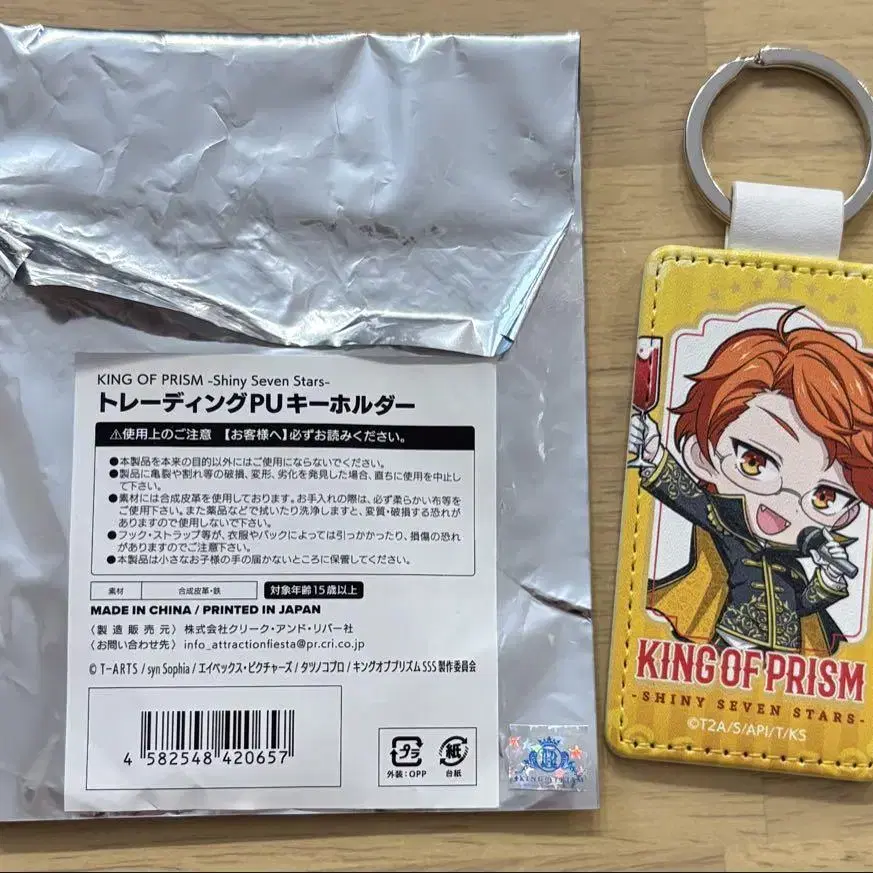 KING OF PRISM -Shiny Seven Stars-
トレーディングPUキーホルダー
⚠使用上のご注意 【お客様へ】必ずお読みください。
●本製品を本来の目的以外にはご使用にならないでください。
●製品に亀裂や割れ等の破損、変形、劣化を発見した場合、直ちに使用を中止し
て下さい。
●素材には合成皮革を使用しております。お手入れの際は、必ず柔らかい布等を
ご使用下さい。また薬品などで拭いたり洗浄しますと、変質・破損する恐れが
ありますので使用しないで下さい。
●フック・ストラップ等が、衣服やバックによっては引っかかったり、損傷の恐れ
がありますのでご注意下さい。
●本製品は小さなお子様の手の届かないところに保管してください。
素材 合成皮革・鉄 対象年齢15歳以上
MADE IN CHINA / PRINTED IN JAPAN
〈製造販売元〉株式会社クリーク・アンド・リバー社
〈お問い合わせ先〉info_attractionfiesta@pr.cri.co.jp
© T-ARTS / syn Sophia / エイベックス・ピクチャーズ / タツノコプロ / キングオブプリズム SSS 製作委員会
4 582548 420657
プラ
外装:OPP
紙
台紙
KING OF PRISM
KING OF PRISM
-SHINY SEVEN STARS-
©T2A/S/API/T/KS